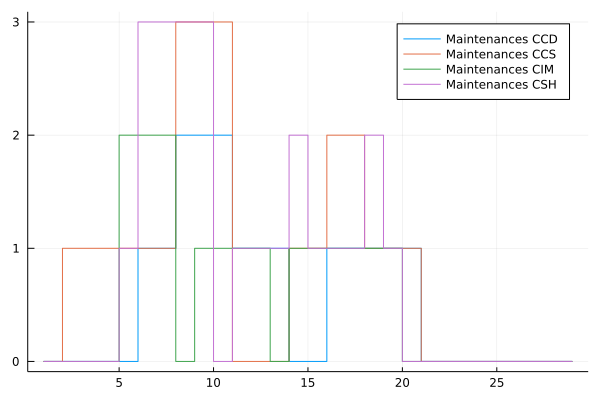 3
Maintenances CCD
Maintenances CCS
Maintenances CIM
Maintenances CSH
2
1
0
5 10 15 20 25